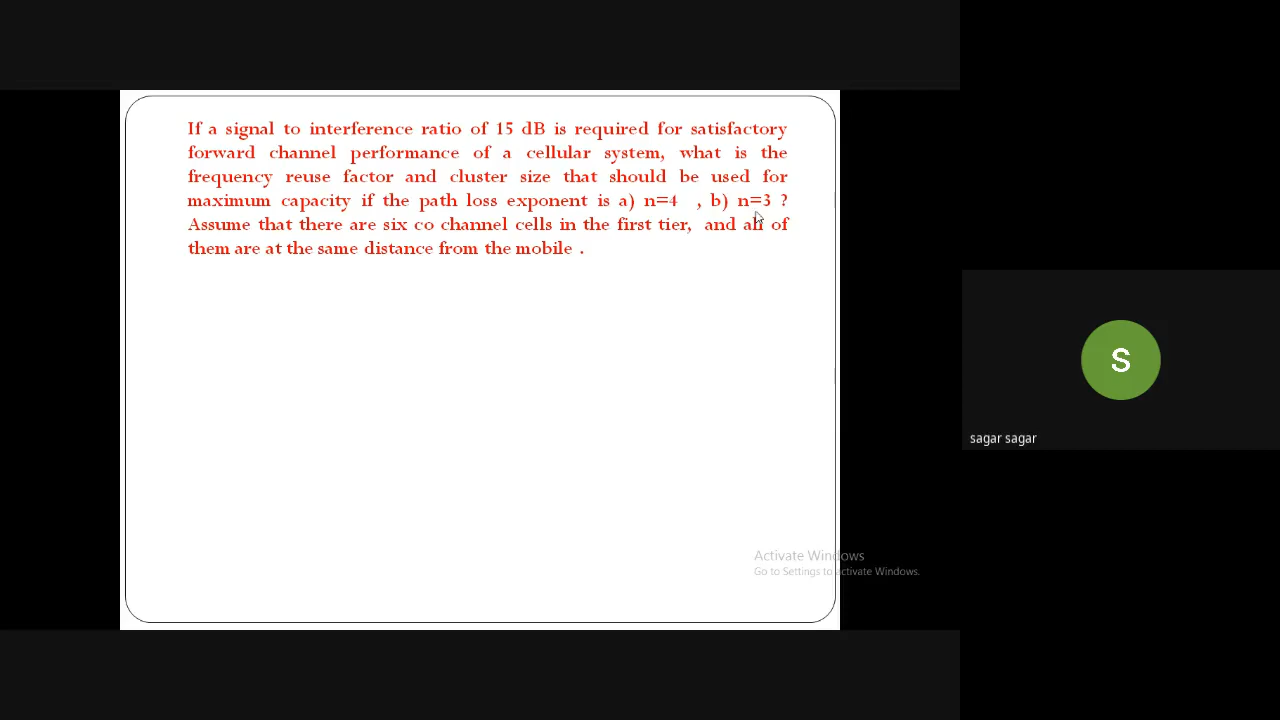 If a signal to interference ratio of 15 dB is required for satisfactory
forward channel performance of a cellular system, what is the
frequency reuse factor and cluster size that should be used for
maximum capacity if the path loss exponent is a) n=4 , b) n=3 ?
Assume that there are six co channel cells in the first tier, and all of
them are at the same distance from the mobile .
S
sagar sagar
Activate Windows
Go to Settings to activate Windows.